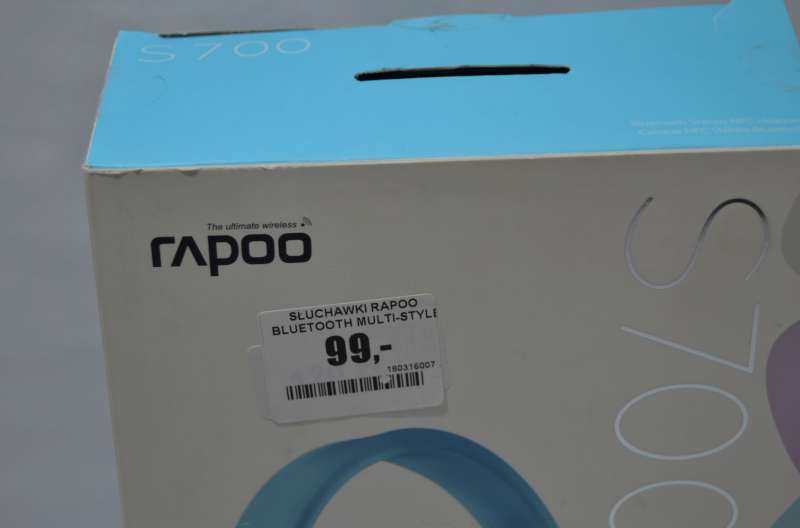 S700
The ultimate wireless
rapoo
SŁUCHAWKI RAPOO
BLUETOOTH MULTI-STYLE
99,-
180316007
S700